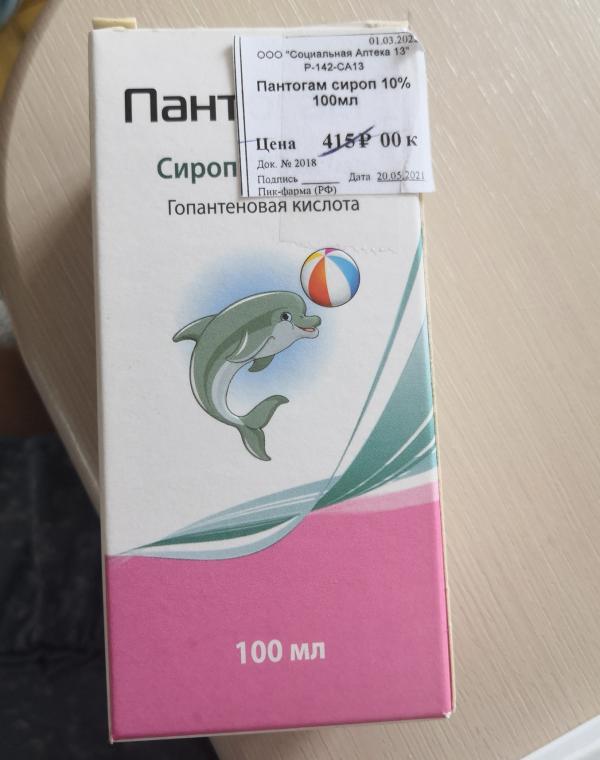 01.03.202
ООО "Социальная Аптека 13"
Р-142-СА13
Пантогам сироп 10%
100мл
Цена 415₽ 00 к
Док. № 2018
Подпись ______ Дата 20.05.2021
Пик-фарма (РФ)
Пант
Сироп
Гопантеновая кислота
100 мл